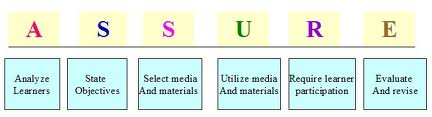 A S S U R E
Analyze Learners
State Objectives
Select media And materials
Utilize media And materials
Require learner participation
Evaluate And revise